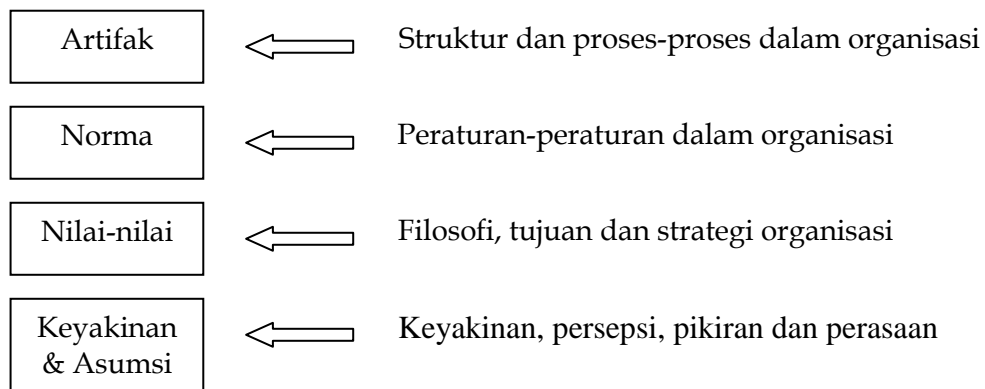 Artifak
Struktur dan proses-proses dalam organisasi
Norma
Peraturan-peraturan dalam organisasi
Nilai-nilai
Filosofi, tujuan dan strategi organisasi
Keyakinan
& Asumsi
Keyakinan, persepsi, pikiran dan perasaan